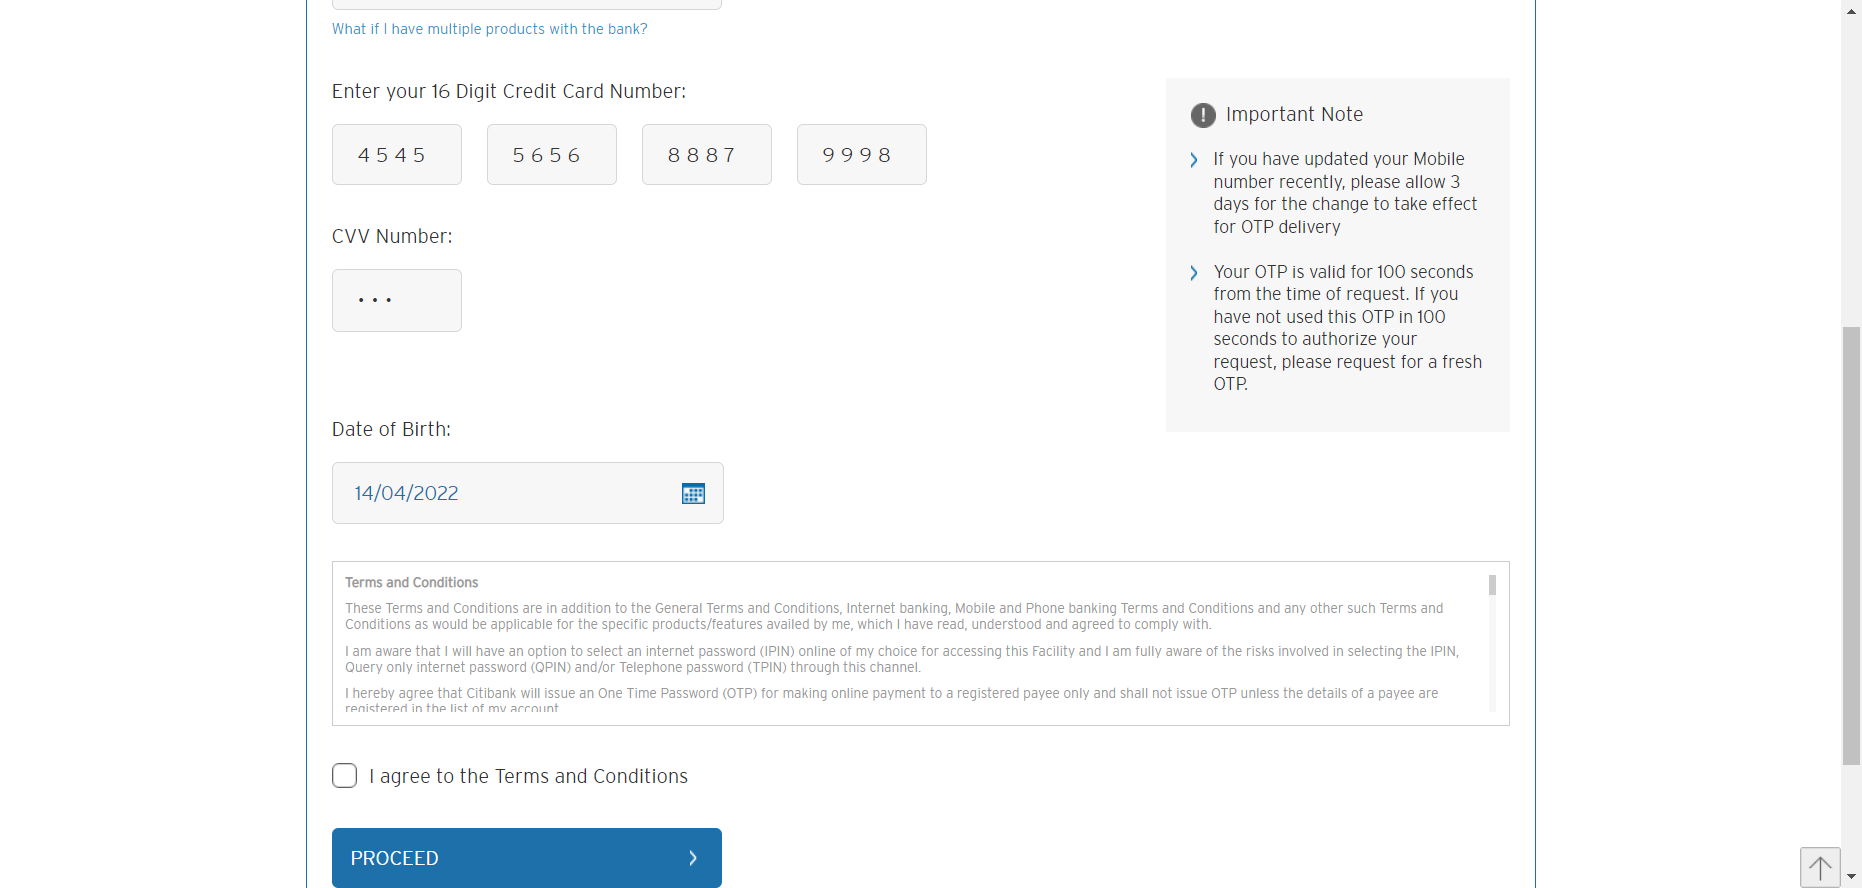 What if I have multiple products with the bank?
Enter your 16 Digit Credit Card Number:
4545 5656 8887 9998
CVV Number:
•••
Date of Birth:
14/04/2022
Important Note
If you have updated your Mobile
number recently, please allow 3
days for the change to take effect
for OTP delivery
Your OTP is valid for 100 seconds
from the time of request. If you
have not used this OTP in 100
seconds to authorize your
request, please request for a fresh
OTP.
Terms and Conditions
These Terms and Conditions are in addition to the General Terms and Conditions, Internet banking, Mobile and Phone banking Terms and Conditions and any other such Terms and
Conditions as would be applicable for the specific products/features availed by me, which I have read, understood and agreed to comply with.
I am aware that I will have an option to select an internet password (IPIN) online of my choice for accessing this Facility and I am fully aware of the risks involved in selecting the IPIN,
Query only internet password (QPIN) and/or Telephone password (TPIN) through this channel.
I hereby agree that Citibank will issue an One Time Password (OTP) for making online payment to a registered payee only and shall not issue OTP unless the details of a payee are
registered in the list of my account
I agree to the Terms and Conditions
PROCEED